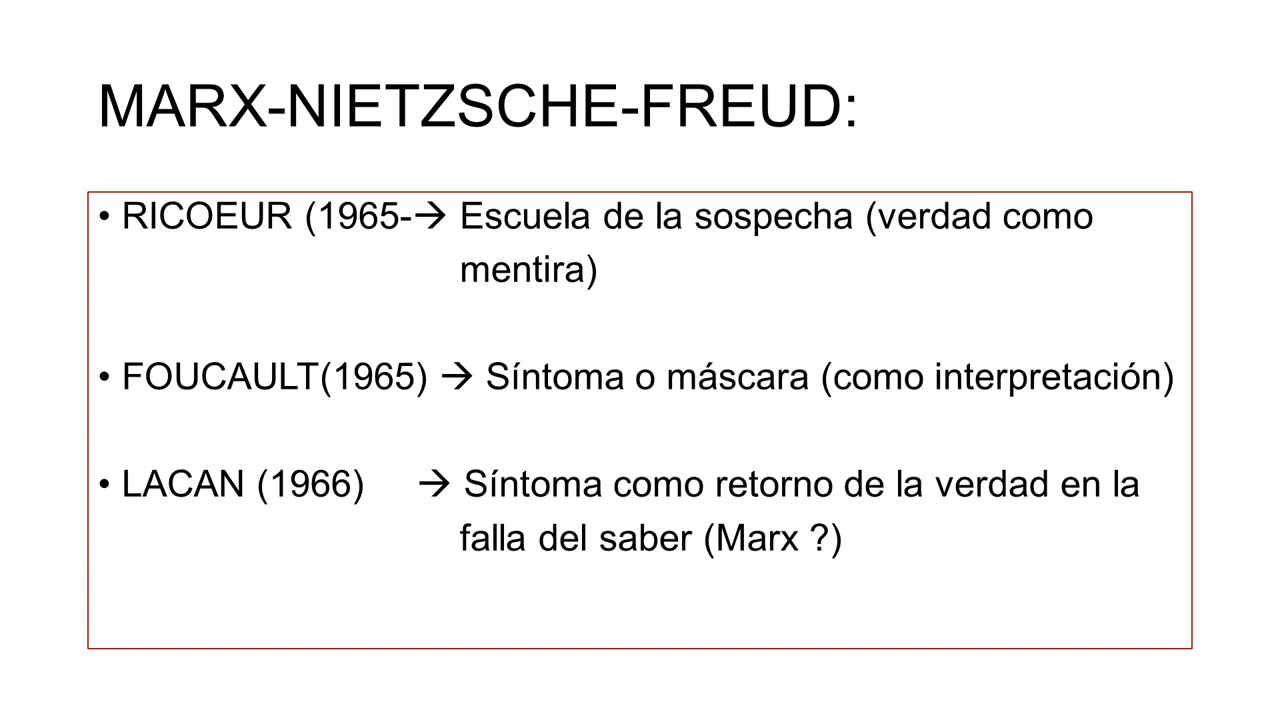 MARX-NIETZSCHE-FREUD:
• RICOEUR (1965-→ Escuela de la sospecha (verdad como
mentira)
• FOUCAULT(1965) → Síntoma o máscara (como interpretación)
• LACAN (1966) → Síntoma como retorno de la verdad en la
falla del saber (Marx ?)